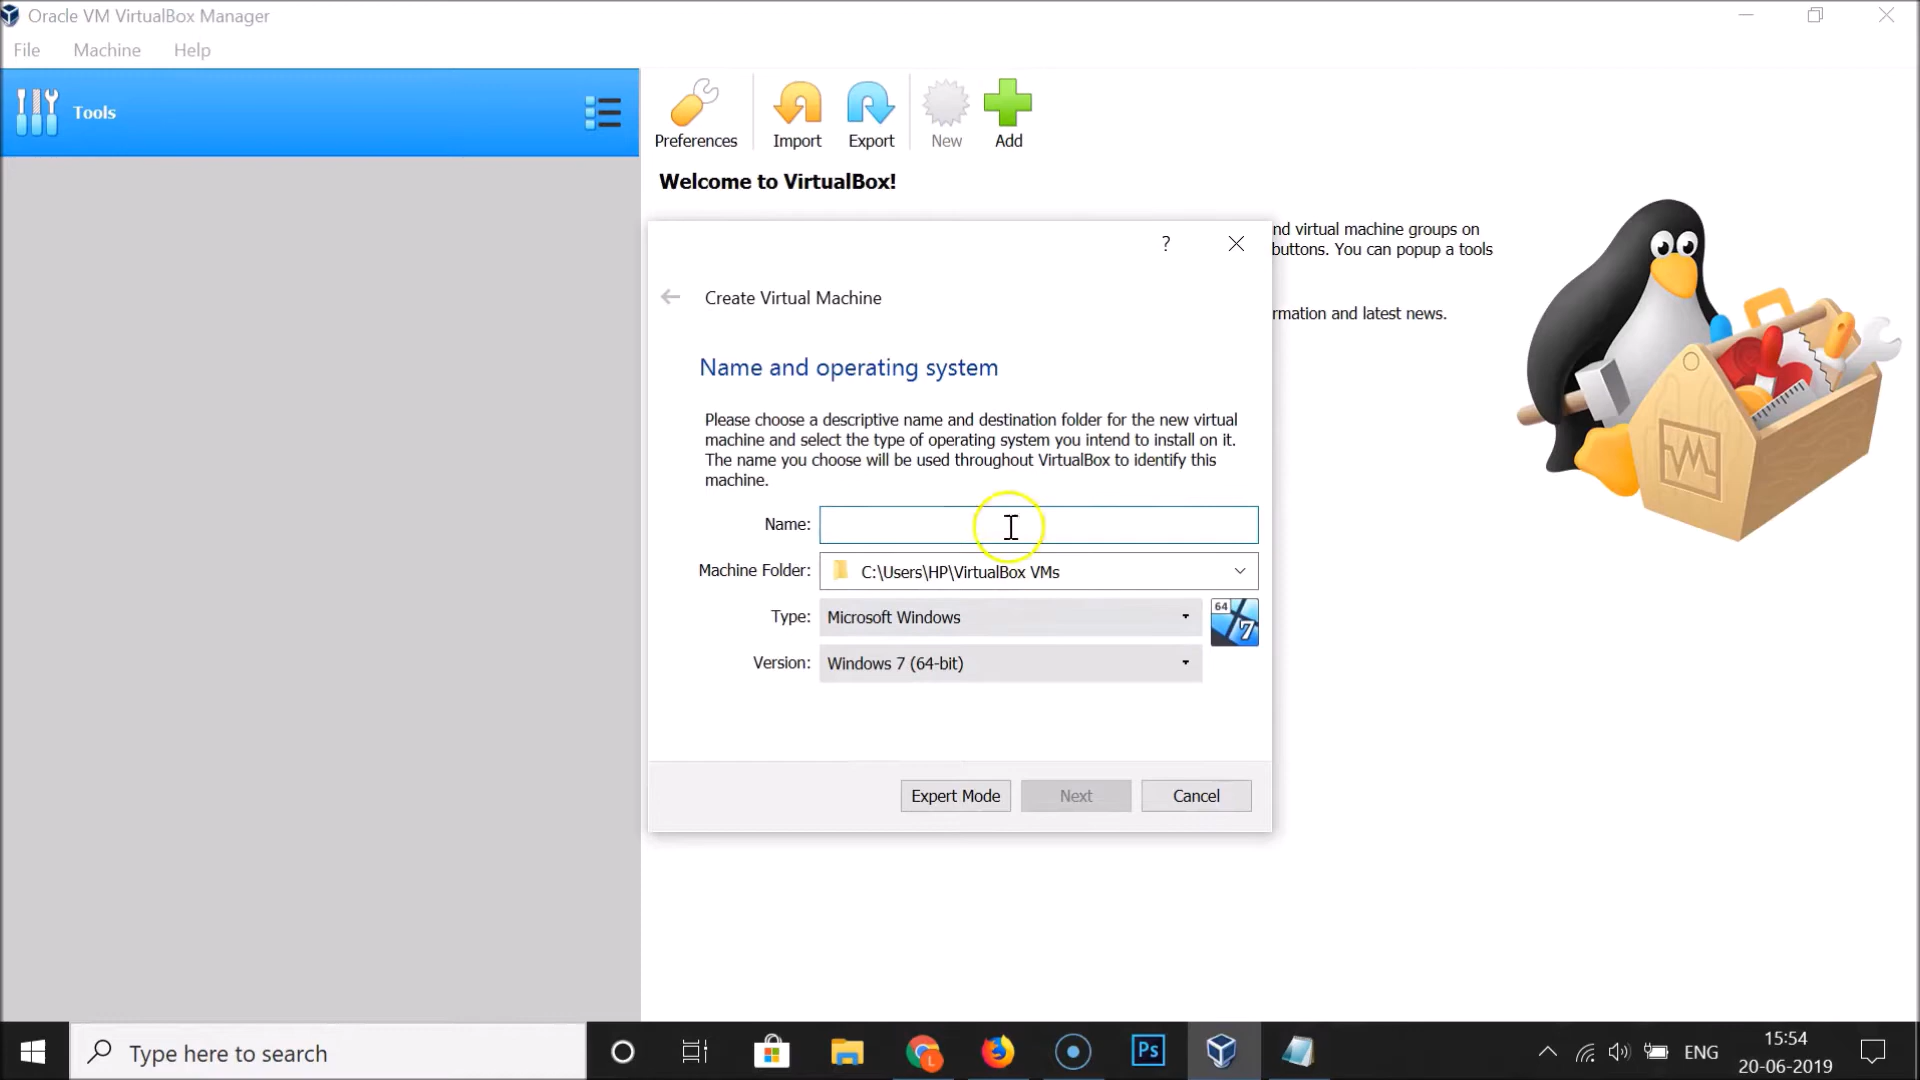 Oracle VM VirtualBox Manager
File Machine Help
Tools
Preferences Import Export New Add
Welcome to VirtualBox!
nd virtual machine groups on
buttons. You can popup a tools
rmation and latest news.
?
Create Virtual Machine
Name and operating system
Please choose a descriptive name and destination folder for the new virtual
machine and select the type of operating system you intend to install on it.
The name you choose will be used throughout VirtualBox to identify this
machine.
Name:
Machine Folder: C:\Users\HP\VirtualBox VMs
Type: Microsoft Windows
64
7
Version: Windows 7 (64-bit)
Expert Mode Next Cancel
Type here to search
L
Ps
ENG
15:54
20-06-2019